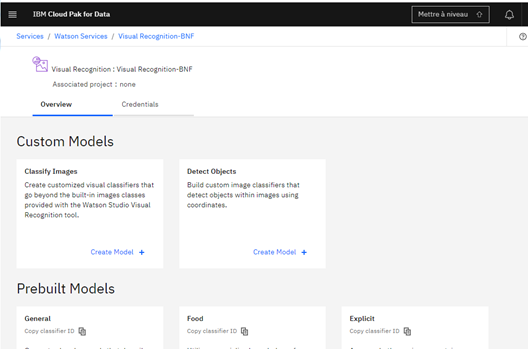 IBM Cloud Pak for Data
Mettre à niveau
Services / Watson Services / Visual Recognition-BNF
Visual Recognition : Visual Recognition-BNF
Associated project : none
Overview
Credentials
Custom Models
Classify Images
Create customized visual classifiers that
go beyond the built-in images classes
provided with the Watson Studio Visual
Recognition tool.
Create Model +
Detect Objects
Build custom image classifiers that
detect objects within images using
coordinates.
Create Model +
Prebuilt Models
General
Copy classifier ID
Food
Copy classifier ID
Explicit
Copy classifier ID